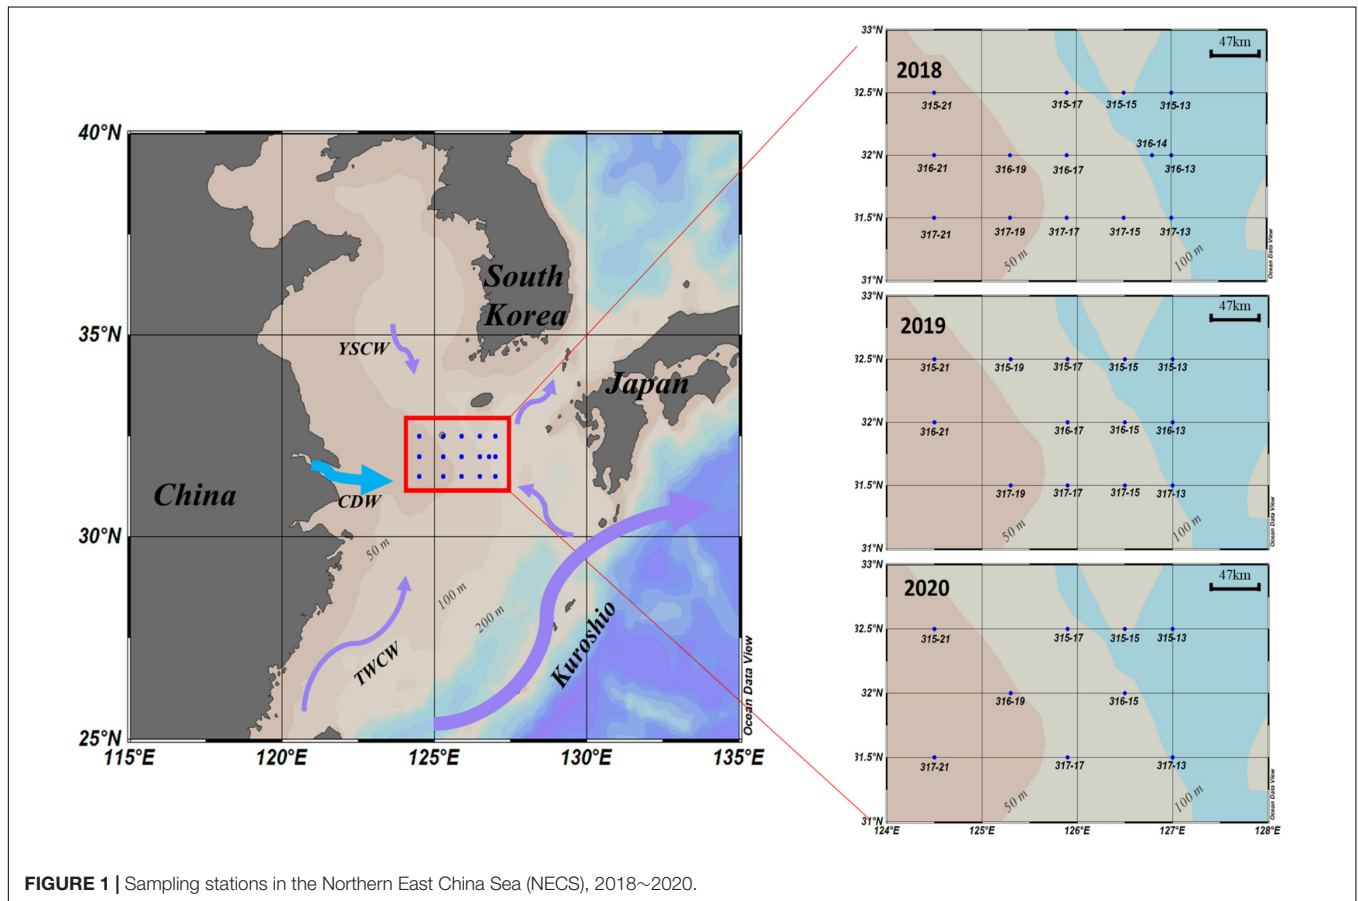 40°N
35°N
30°N
25°N
115°E
120°E
125°E
130°E
135°E
South
Korea
Japan
China
YSCW
CDW
TWCW
Kuroshio
50 m
100 m
200 m
Ocean Data View
2018
47km
33°N
32.5°N
32°N
31.5°N
31°N
315-21
315-17
315-15
315-13
316-14
316-21
316-19
316-17
316-13
317-21
317-19
317-17
317-15
317-13
50 m
100 m
Ocean Data View
2019
47km
33°N
32.5°N
32°N
31.5°N
31°N
315-21
315-19
315-17
315-15
315-13
316-21
316-17
316-15
316-13
317-19
317-17
317-15
317-13
50 m
100 m
Ocean Data View
2020
47km
33°N
32.5°N
32°N
31.5°N
31°N
315-21
315-17
315-15
315-13
316-19
316-15
317-21
317-17
317-13
50 m
100 m
Ocean Data View
124°E
125°E
126°E
127°E
128°E
FIGURE 1 | Sampling stations in the Northern East China Sea (NECS), 2018~2020.